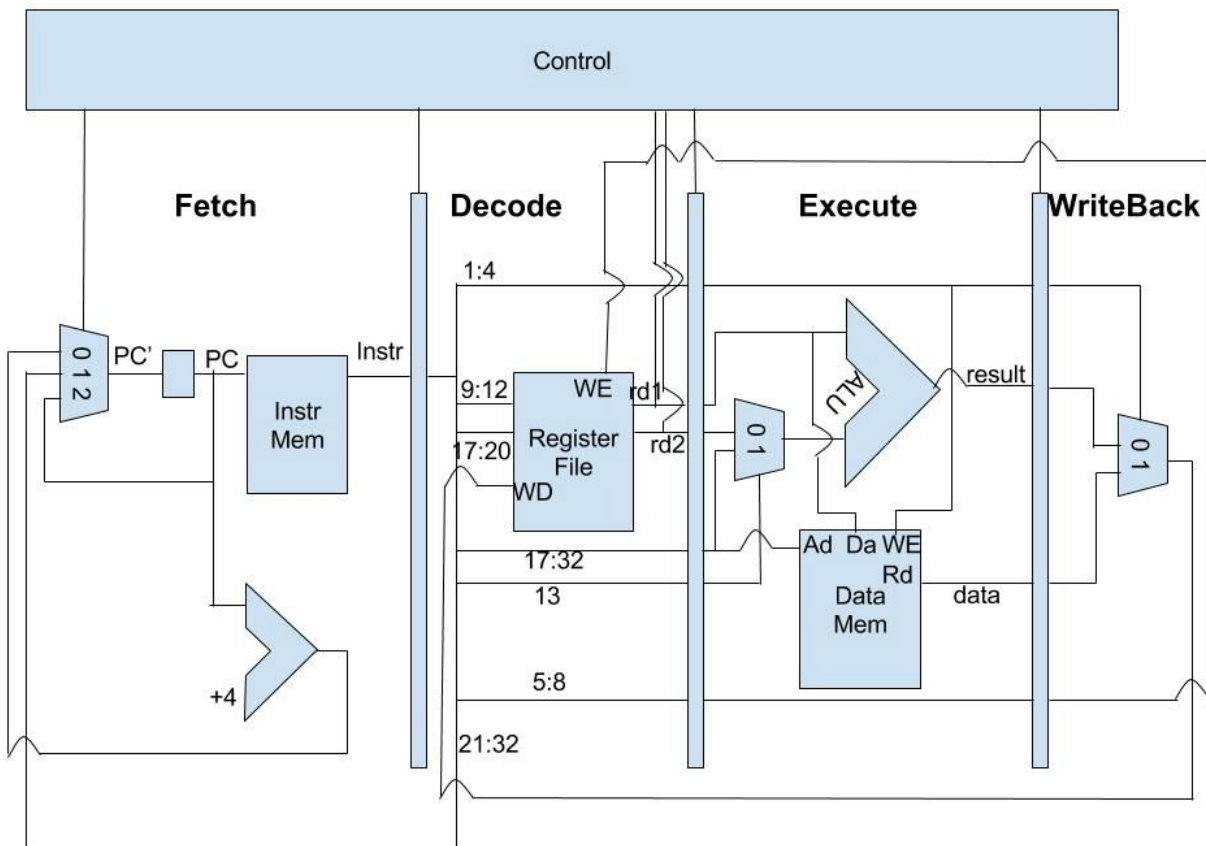 Control
Fetch
Decode
Execute
WriteBack
1:4
0 1 2
PC'
PC
Instr
Instr
Mem
9:12
17:20
WE
rd1
Register
File
rd2
WD
0 1
ALU
result
0 1
17:32
13
Ad Da WE
Rd
Data
Mem
data
+4
5:8
21:32